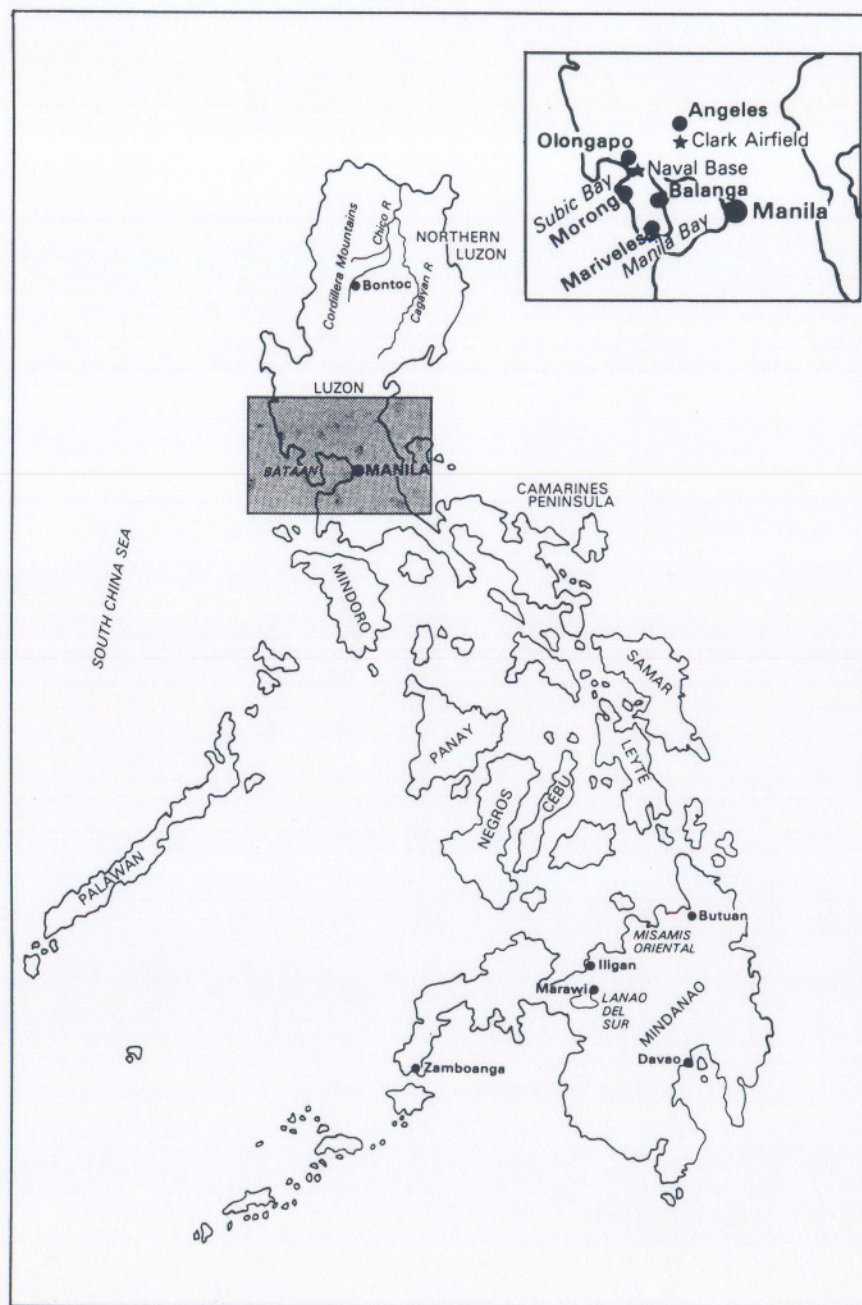 Angeles
Clark Airfield
Olongapo
Naval Base
Subic Bay
Balanga
Morong
Manila
Mariveles
Manila Bay
Cordillera Mountains
Chico R
NORTHERN
LUZON
Bontoc
Cagayan R
LUZON
BATAAN
MANILA
CAMARINES
PENINSULA
SOUTH CHINA SEA
MINDORO
SAMAR
PANAY
LEYTE
CEBU
NEGROS
PALAWAN
Butuan
MISAMIS
ORIENTAL
Iligan
Marawi
LANAO
DEL
SUR
MINDANAO
Davao
Zamboanga